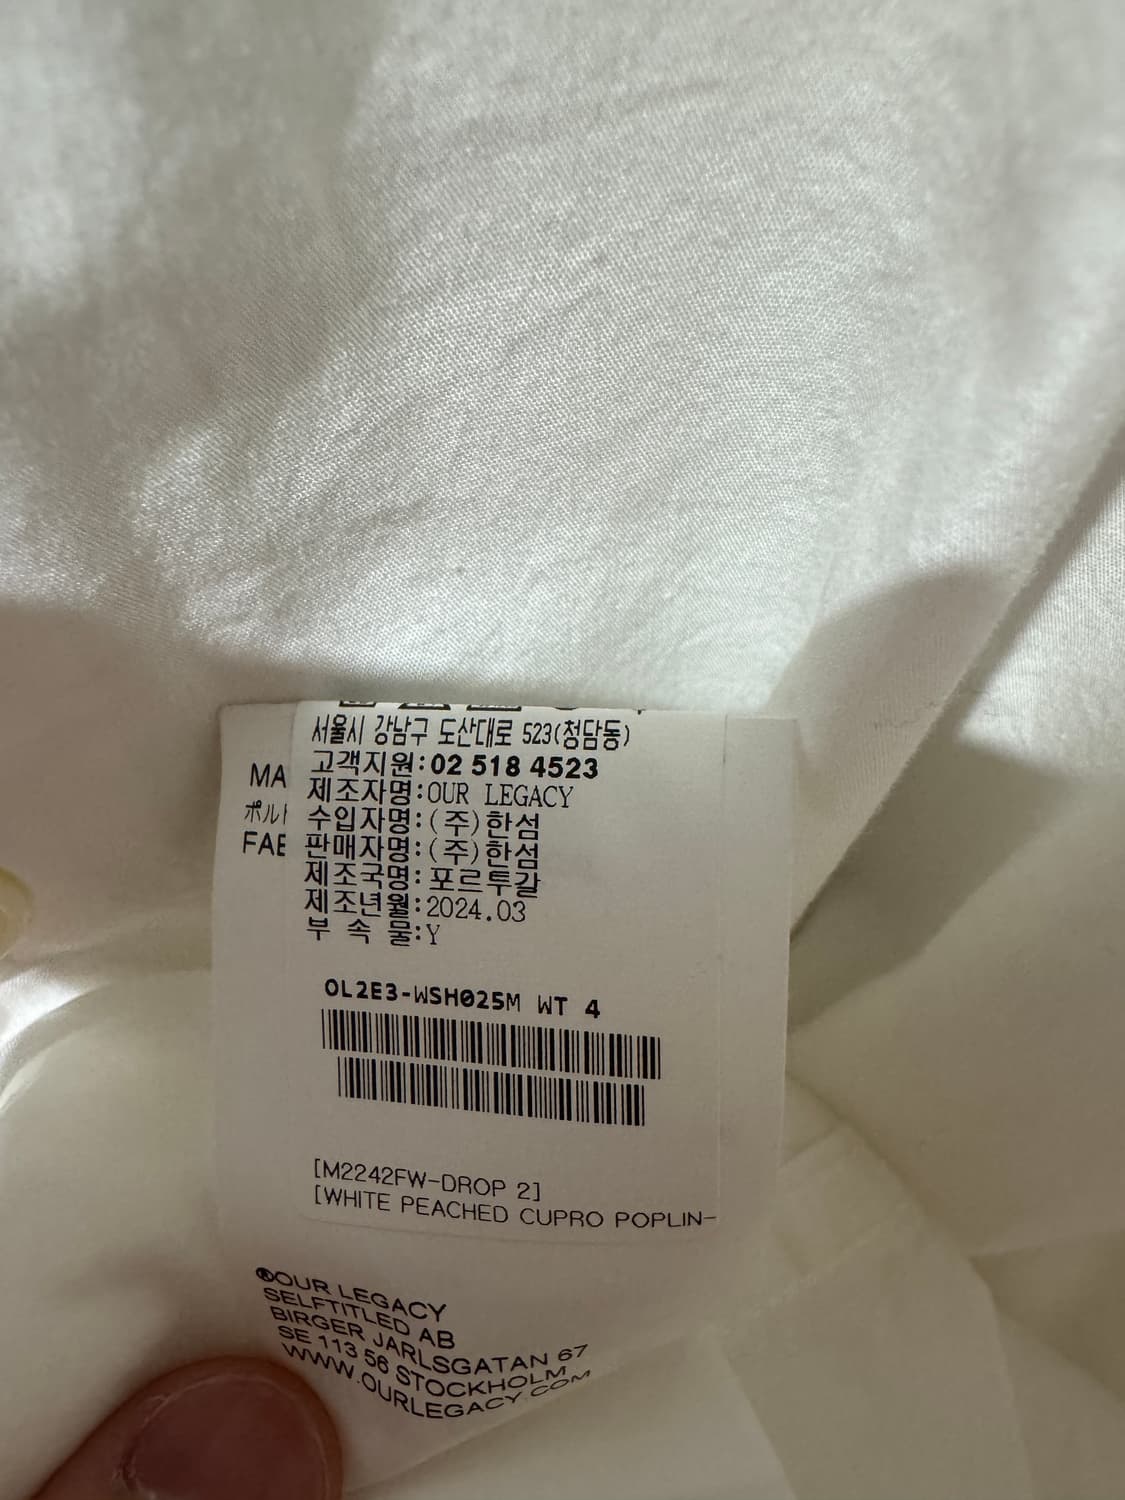 서울시 강남구 도산대로 523(청담동)
고객지원:02 518 4523
제조자명:OUR LEGACY
수입자명:(주)한섬
판매자명:(주)한섬
제조국명:포르투갈
제조년월:2024.03
부 속 물:Y
MA
ポルト
FAB
OL2E3-WSH025M WT 4
[M2242FW-DROP 2]
[WHITE PEACHED CUPRO POPLIN-
®OUR LEGACY
SELFTITLED AB
BIRGER JARLSGATAN 67
SE 113 56 STOCKHOLM,
WWW.OURLEGACY.COM